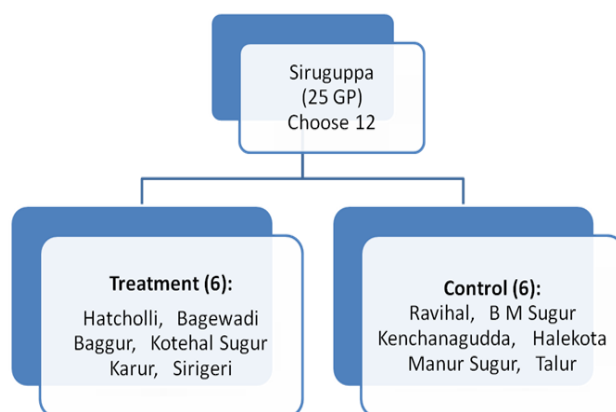 Siruguppa
(25 GP)
Choose 12
Treatment (6):
Hatcholli, Bagewadi
Baggur, Kotehal Sugur
Karur, Sirigeri
Control (6):
Ravihal, B M Sugur
Kenchanagudda, Halekota
Manur Sugur, Talur